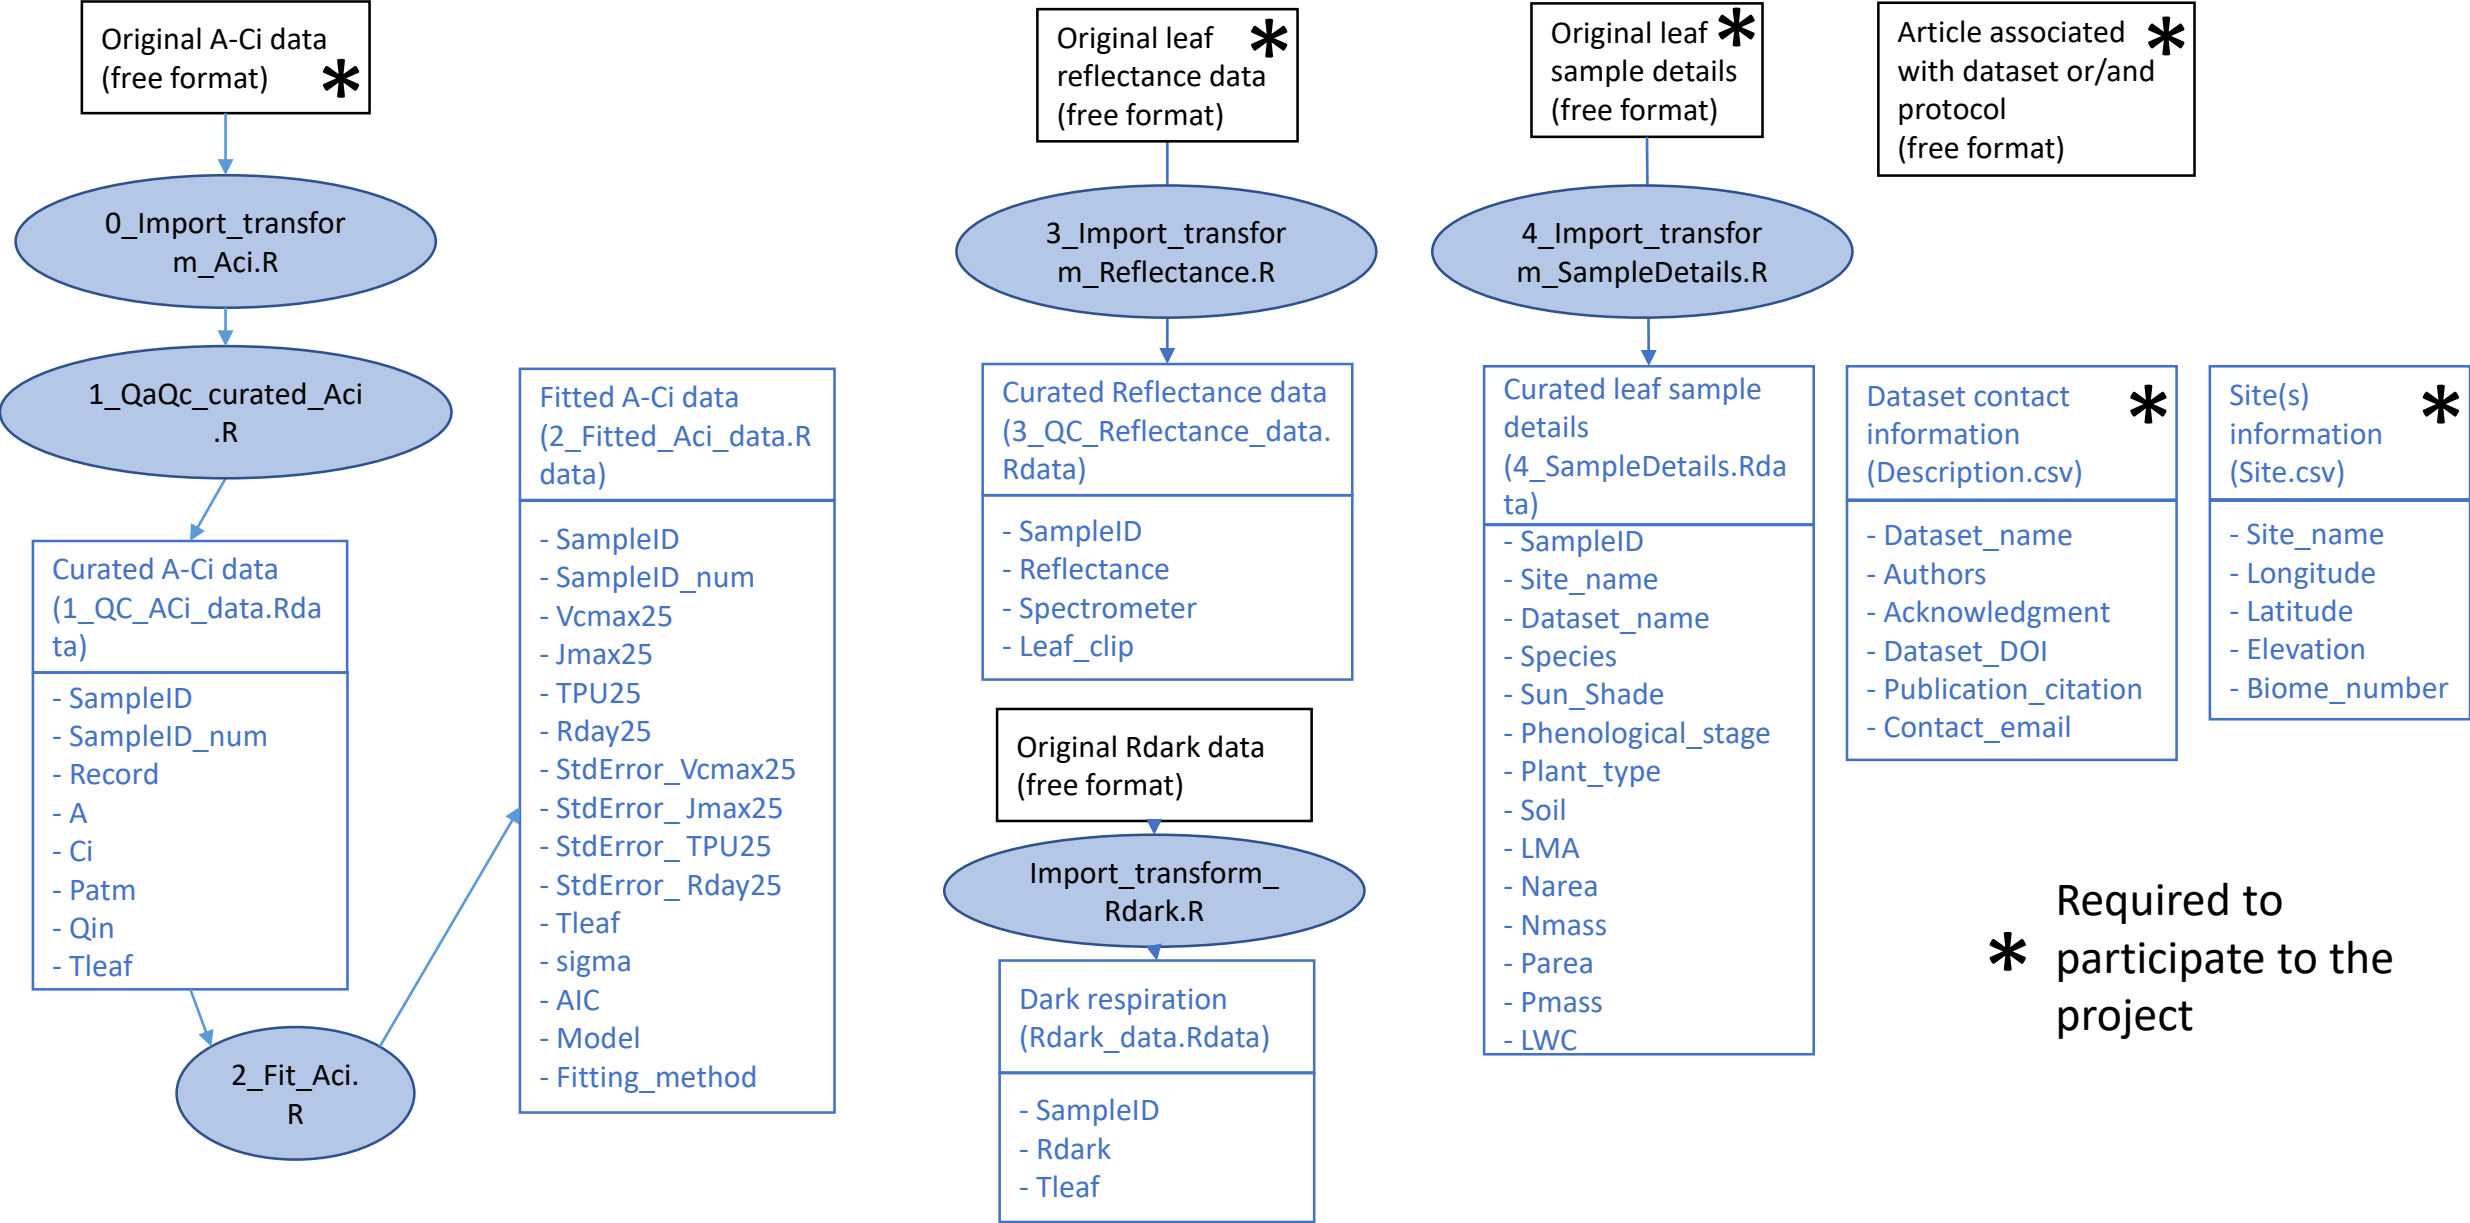 Original A-Ci data
(free format) *
0_Import_transfor
m_Aci.R
1_QaQc_curated_Aci
.R
Curated A-Ci data
(1_QC_ACi_data.Rda
ta)
- SampleID
- SampleID_num
- Record
- A
- Ci
- Patm
- Qin
- Tleaf
2_Fit_Aci.
R
Fitted A-Ci data
(2_Fitted_Aci_data.R
data)
- SampleID
- SampleID_num
- Vcmax25
- Jmax25
- TPU25
- Rday25
- StdError_Vcmax25
- StdError_ Jmax25
- StdError_ TPU25
- StdError_ Rday25
- Tleaf
- sigma
- AIC
- Model
- Fitting_method
Original leaf *
reflectance data
(free format)
3_Import_transfor
m_Reflectance.R
Curated Reflectance data
(3_QC_Reflectance_data.
Rdata)
- SampleID
- Reflectance
- Spectrometer
- Leaf_clip
Original Rdark data
(free format)
Import_transform_
Rdark.R
Dark respiration
(Rdark_data.Rdata)
- SampleID
- Rdark
- Tleaf
Original leaf *
sample details
(free format)
4_Import_transfor
m_SampleDetails.R
Curated leaf sample
details
(4_SampleDetails.Rda
ta)
- SampleID
- Site_name
- Dataset_name
- Species
- Sun_Shade
- Phenological_stage
- Plant_type
- Soil
- LMA
- Narea
- Nmass
- Parea
- Pmass
- LWC
Article associated *
with dataset or/and
protocol
(free format)
Dataset contact *
information
(Description.csv)
- Dataset_name
- Authors
- Acknowledgment
- Dataset_DOI
- Publication_citation
- Contact_email
Site(s) *
information
(Site.csv)
- Site_name
- Longitude
- Latitude
- Elevation
- Biome_number
Required to
* participate to the
project